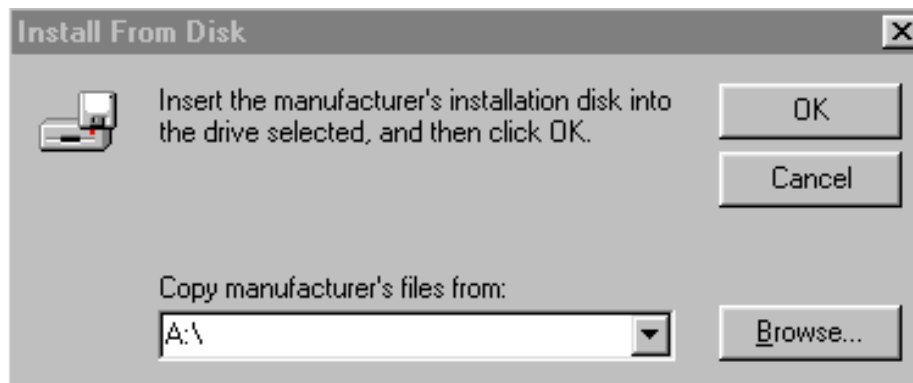 Install From Disk
Insert the manufacturer's installation disk into
the drive selected, and then click OK.
OK
Cancel
Copy manufacturer's files from:
A:\
Browse...